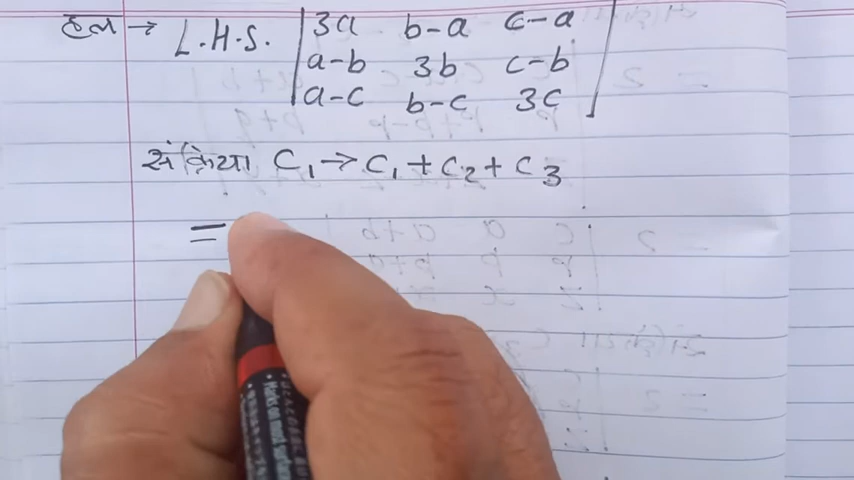 हल → L.H.S. | 3a b-a c-a |
| a-b 3b c-b |
| a-c b-c 3c |
संक्रिया C₁ → C₁ + C₂ + C₃
=